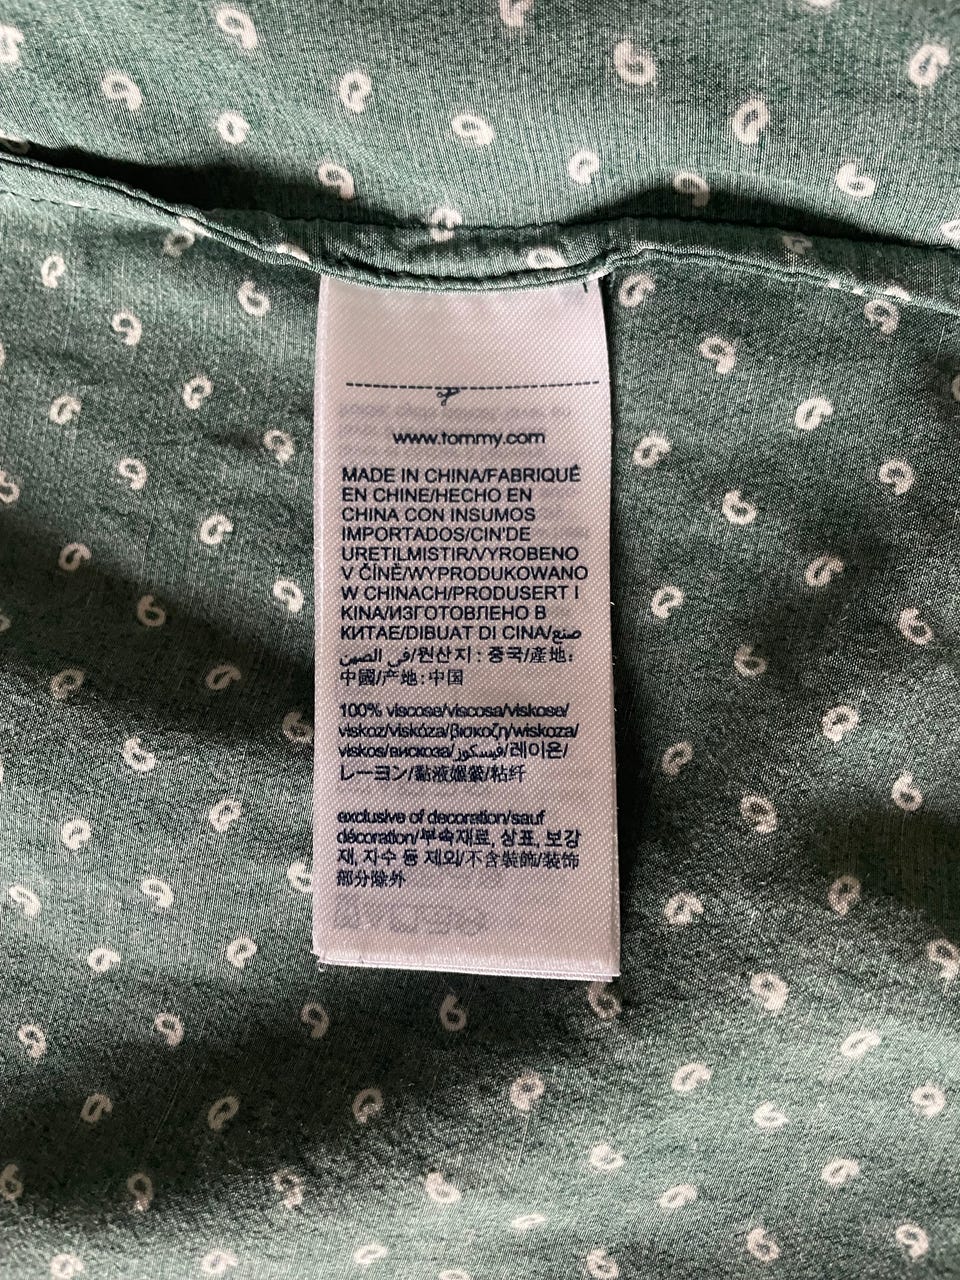 www.tommy.com
MADE IN CHINA/FABRIQUÉ
EN CHINE/HECHO EN
CHINA CON INSUMOS
IMPORTADOS/CIN'DE
URETILMISTIR/VYROBENO
V ČÍNĚ/WYPRODUKOWANO
W CHINACH/PRODUSERT I
KINA/ИЗГОТОВЛЕНО В
КИТАЕ/DIBUAT DI CINA/صنع
في الصين/원산지: 중국/產地:
中國/产地:中国
100% viscose/viscosa/viskose/
viskoz/viskóza/βισκοζη/wiskoza/
viskos/вискоза/فيسكوز/레이온/
レーヨン/黏液嫘縈/粘纤
exclusive of decoration/sauf
décoration/부속재료, 상표, 보강
재, 자수 등 제외/不含裝飾/装饰
部分除外